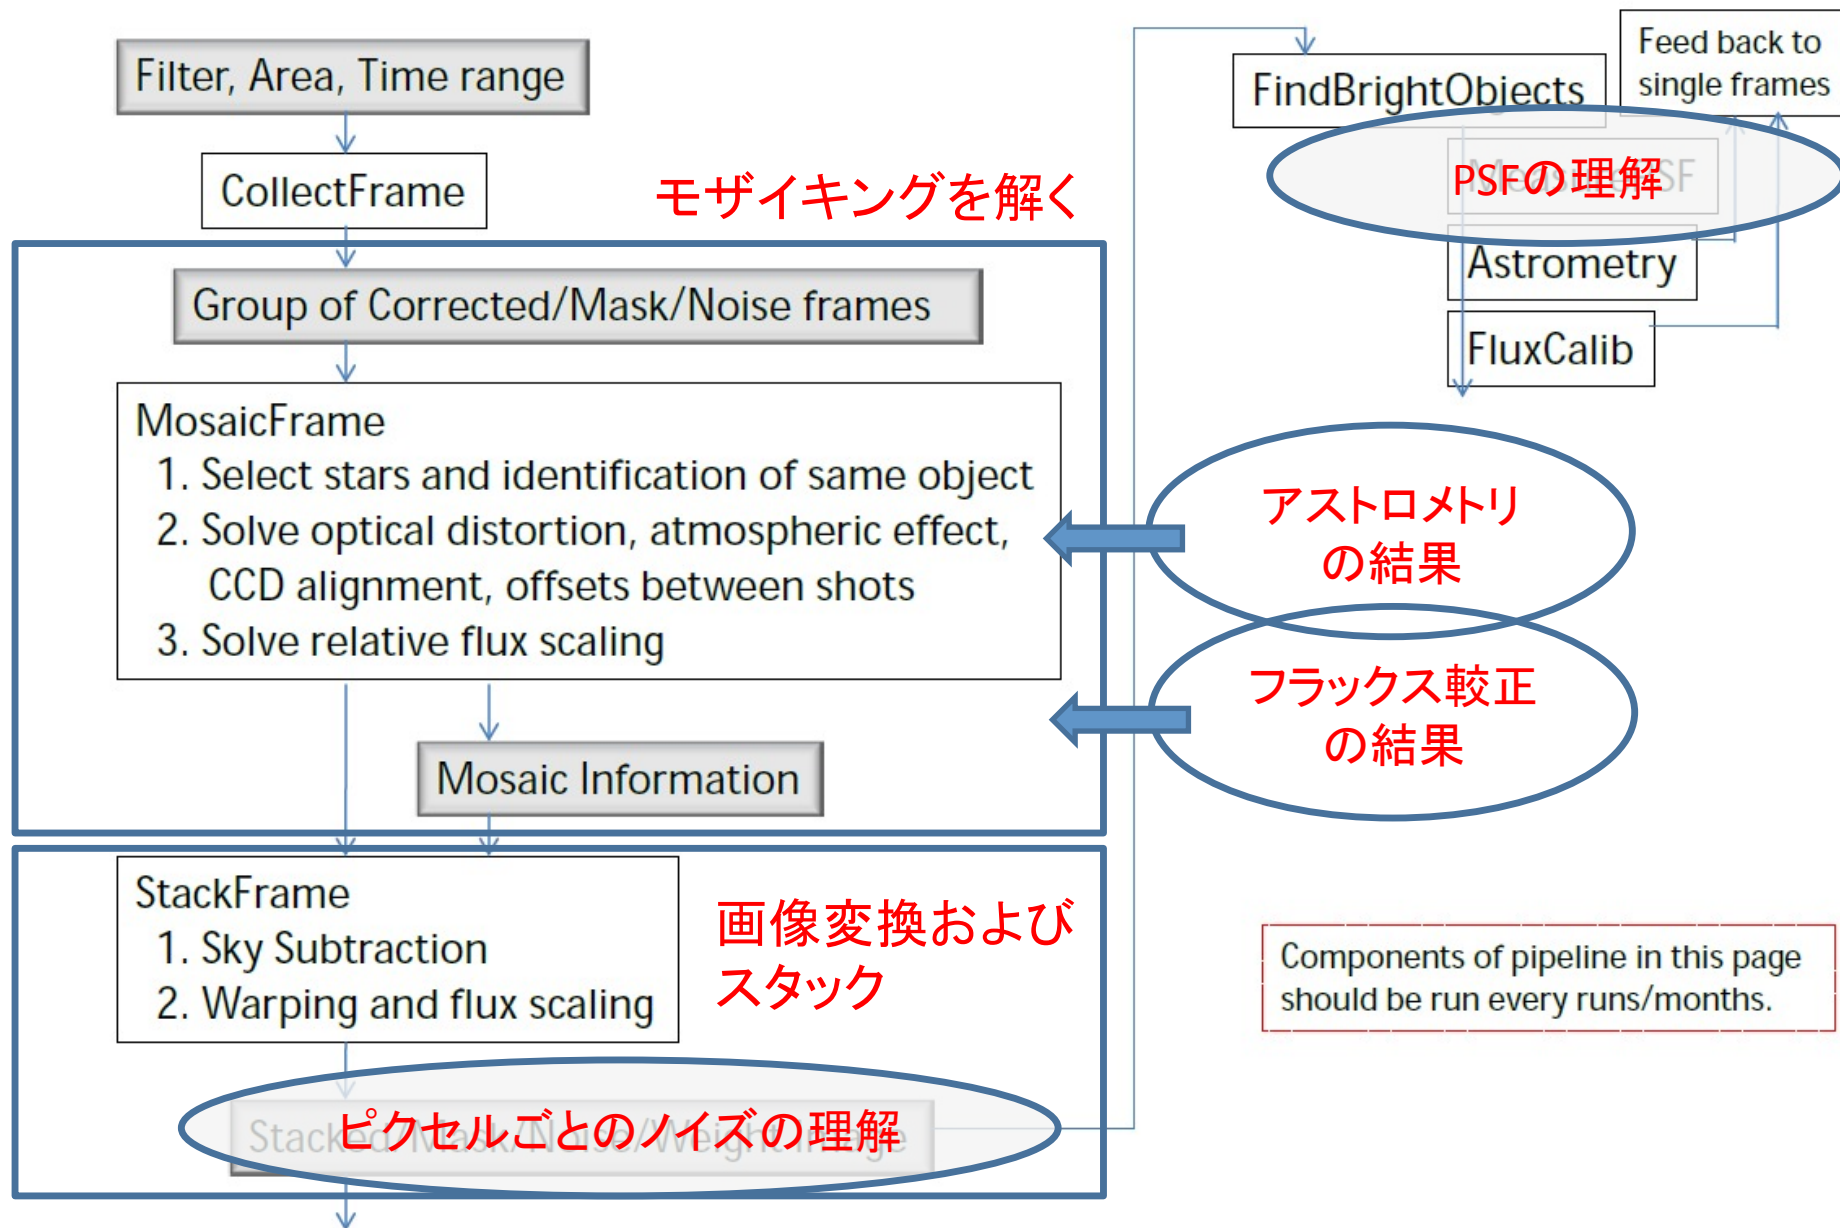 Filter, Area, Time range
CollectFrame
モザイキングを解く
Group of Corrected/Mask/Noise frames
MosaicFrame
1. Select stars and identification of same object
2. Solve optical distortion, atmospheric effect,
CCD alignment, offsets between shots
3. Solve relative flux scaling
Mosaic Information
StackFrame
1. Sky Subtraction
2. Warping and flux scaling
画像変換および
スタック
Stacked/Mask/Noise/Weight image
ピクセルごとのノイズの理解
FindBrightObjects
Feed back to
single frames
PSFの理解
Astrometry
FluxCalib
アストロメトリ
の結果
フラックス較正
の結果
Components of pipeline in this page
should be run every runs/months.